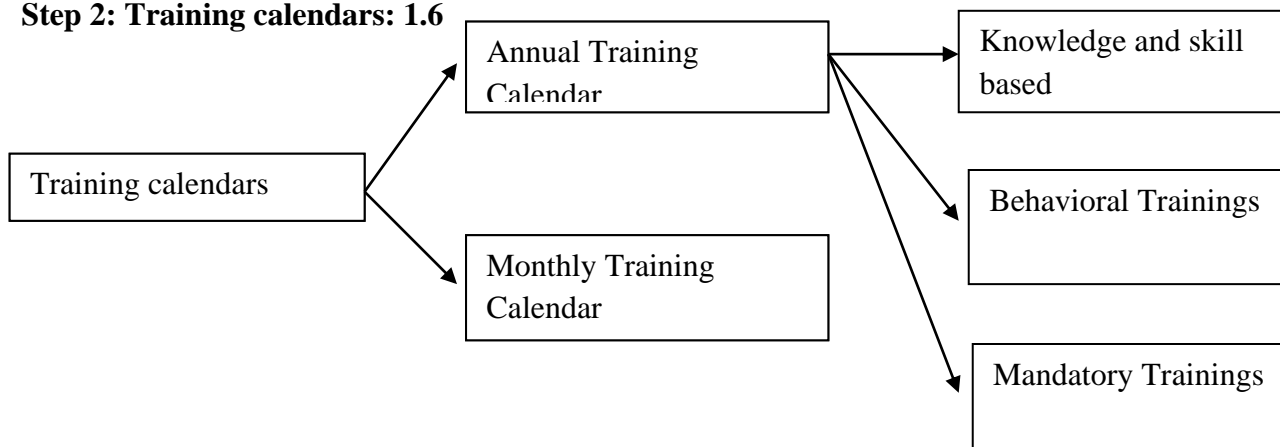 Step 2: Training calendars: 1.6
Annual Training
Calendar
Knowledge and skill
based
Training calendars
Behavioral Trainings
Monthly Training
Calendar
Mandatory Trainings